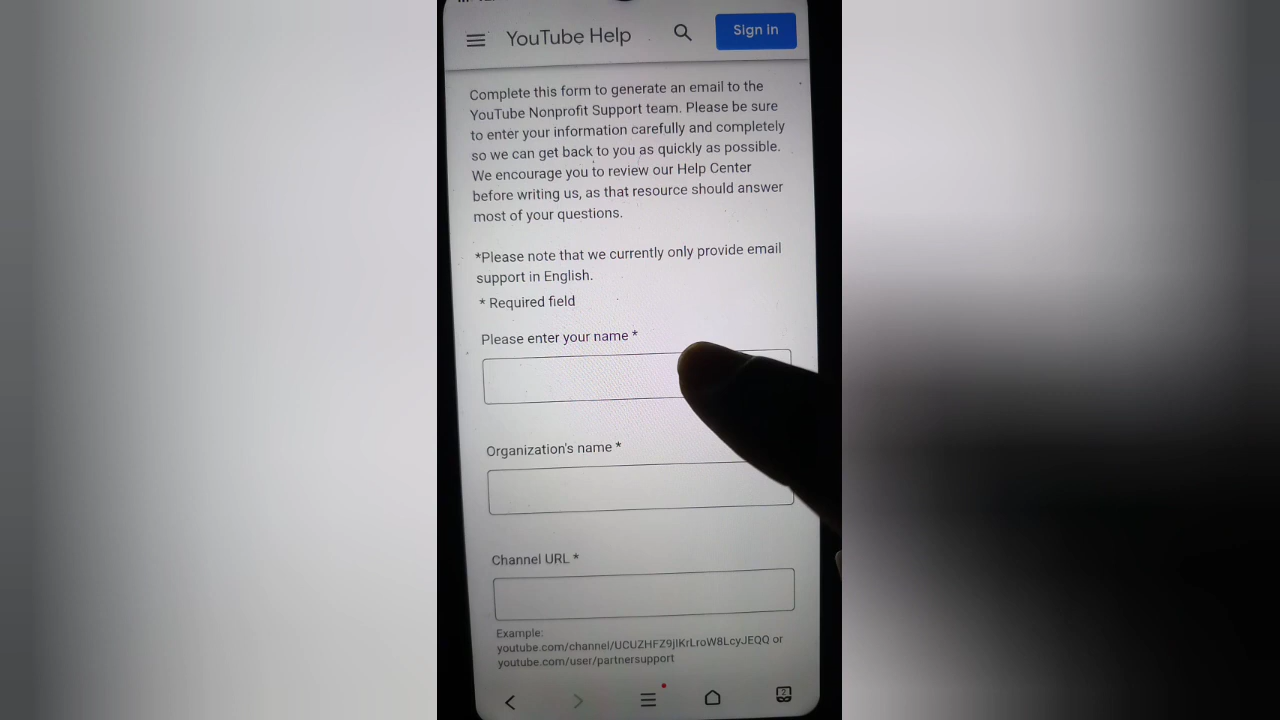 YouTube Help
Sign in
Complete this form to generate an email to the
YouTube Nonprofit Support team. Please be sure
to enter your information carefully and completely
so we can get back to you as quickly as possible.
We encourage you to review our Help Center
before writing us, as that resource should answer
most of your questions.
*Please note that we currently only provide email
support in English.
* Required field
Please enter your name *
Organization's name *
Channel URL *
Example:
youtube.com/channel/UCUZHFZ9jIKrLroW8LcyJEQQ or
youtube.com/user/partnersupport